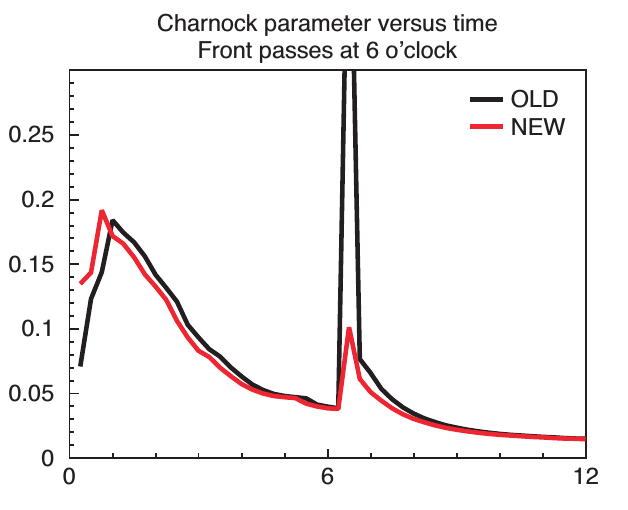 Charnock parameter versus time
Front passes at 6 o’clock
OLD
NEW
0.25
0.2
0.15
0.1
0.05
0
0
6
12